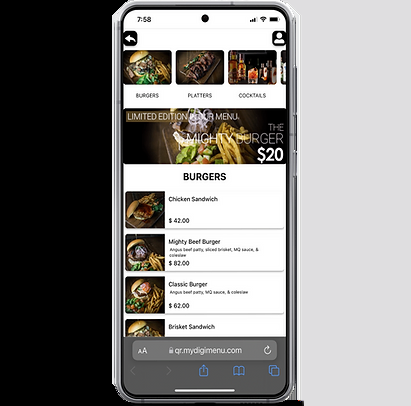 7:58
BURGERS
PLATTERS
COCKTAILS
LIMITED EDITION
OUR MENU
THE
MIGHTY BURGER
$20
BURGERS
Chicken Sandwich
$ 42.00
Mighty Beef Burger
Angus beef patty, sliced brisket, MQ sauce, &
coleslaw
$ 82.00
Classic Burger
Angus beef patty, MQ sauce, & coleslaw
$ 62.00
Brisket Sandwich
AA qr.mydigimenu.com